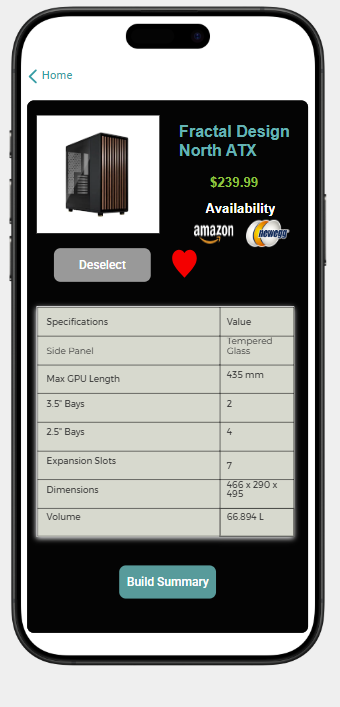 Home
Fractal Design
North ATX
$239.99
Availability
amazon
newegg
Deselect
Specifications Value
Side Panel Tempered Glass
Max GPU Length 435 mm
3.5" Bays 2
2.5" Bays 4
Expansion Slots 7
Dimensions 466 x 290 x 495
Volume 66.894 L
Build Summary